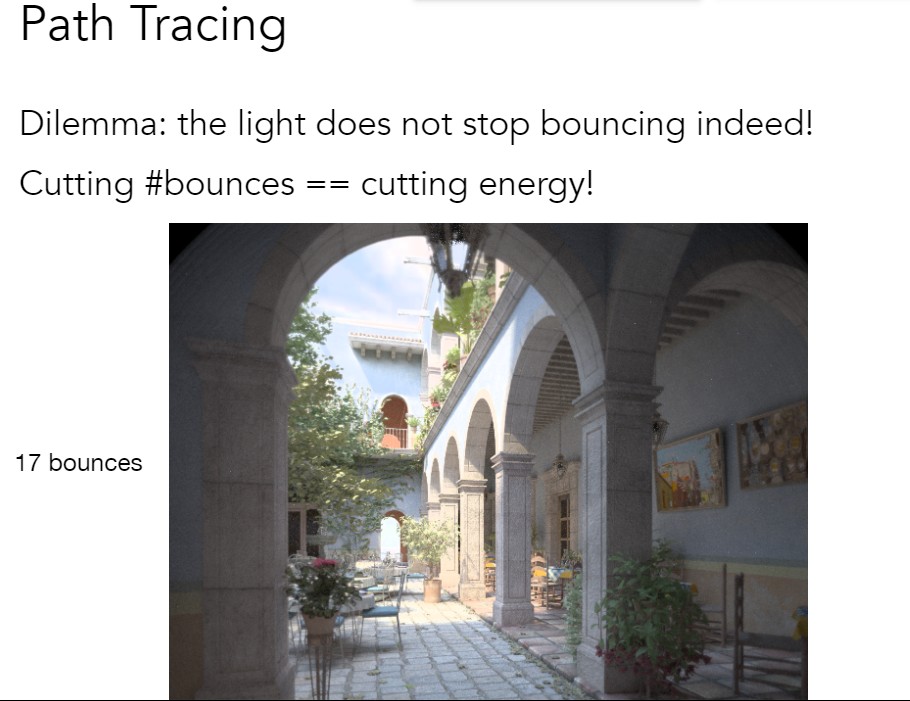 Path Tracing
Dilemma: the light does not stop bouncing indeed!
Cutting #bounces == cutting energy!
17 bounces